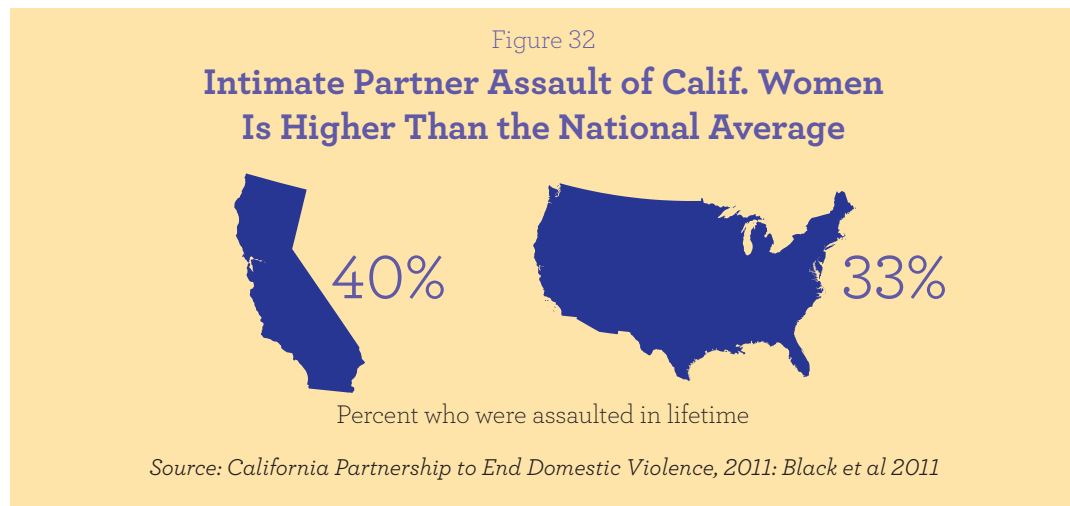 Figure 32
Intimate Partner Assault of Calif. Women
Is Higher Than the National Average
40%
33%
Percent who were assaulted in lifetime
Source: California Partnership to End Domestic Violence, 2011: Black et al 2011